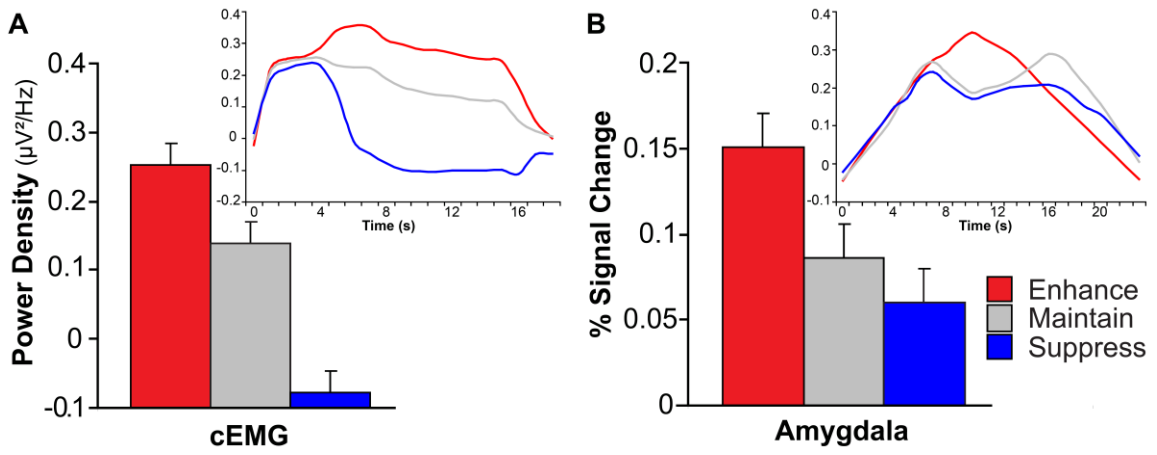 A
Power Density (µV²/Hz)
0.4
0.3
0.2
0.1
0
-0.1
cEMG
0.4
0.3
0.2
0.1
0
-0.1
-0.2
0 4 8 12 16
Time (s)
B
% Signal Change
0.2
0.15
0.1
0.05
0
Amygdala
0.4
0.3
0.2
0.1
0
-0.1
0 4 8 12 16 20
Time (s)
Enhance
Maintain
Suppress